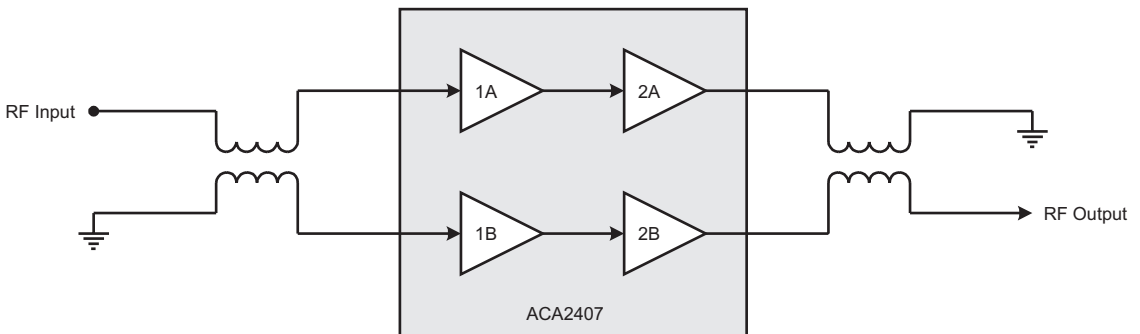 RF Input
1A
2A
1B
2B
RF Output
ACA2407